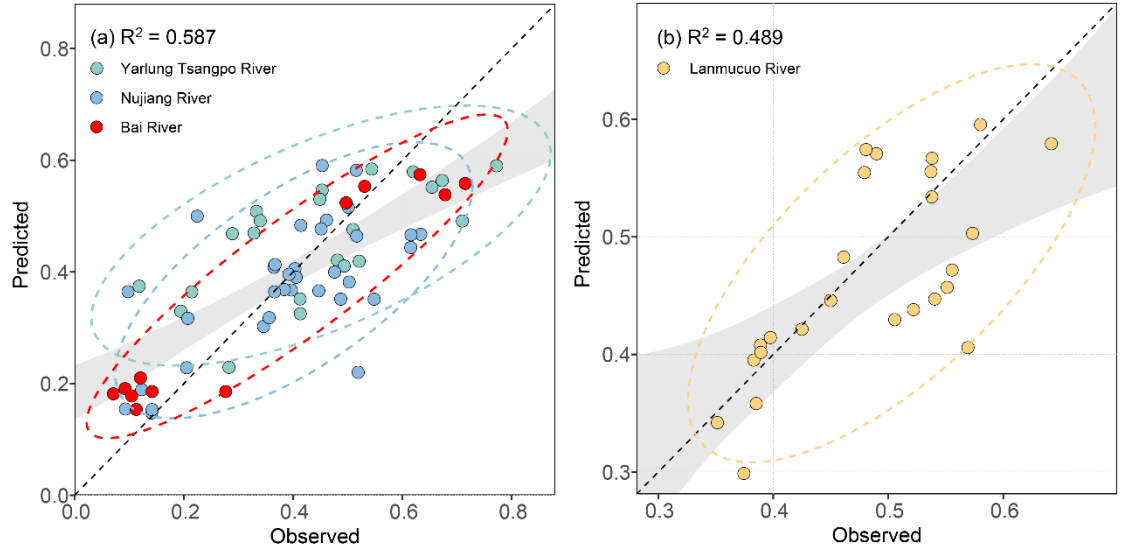 (a) R² = 0.587
Yarlung Tsangpo River
Nujiang River
Bai River
Predicted
0.8
0.6
0.4
0.2
0.0
0.0 0.2 0.4 0.6 0.8
Observed
(b) R² = 0.489
Lanmucuo River
Predicted
0.6
0.5
0.4
0.3
0.3 0.4 0.5 0.6
Observed